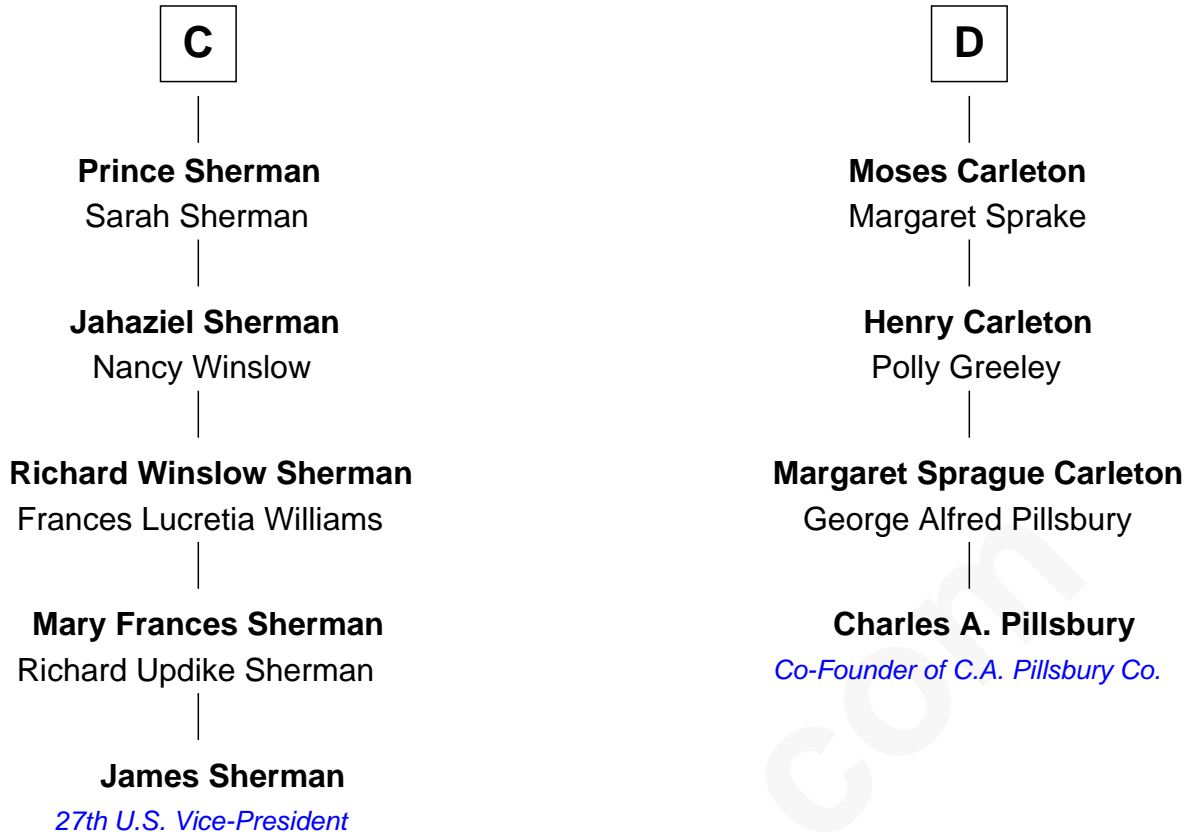 C
Prince Sherman
Sarah Sherman
Jahaziel Sherman
Nancy Winslow
Richard Winslow Sherman
Frances Lucretia Williams
Mary Frances Sherman
Richard Updike Sherman
James Sherman
27th U.S. Vice-President
D
Moses Carleton
Margaret Sprake
Henry Carleton
Polly Greeley
Margaret Sprague Carleton
George Alfred Pillsbury
Charles A. Pillsbury
Co-Founder of C.A. Pillsbury Co.
com